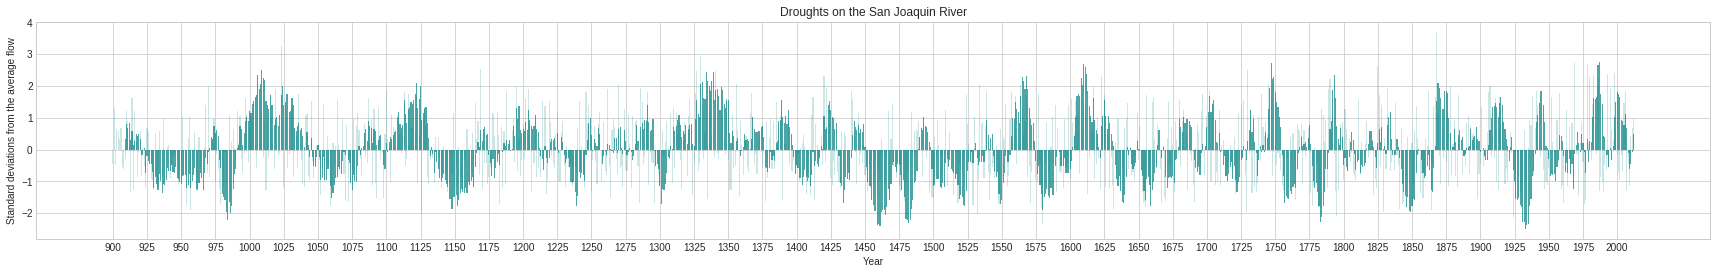 Droughts on the San Joaquin River
Standard deviations from the average flow
4
3
2
1
0
−1
−2
900 925 950 975 1000 1025 1050 1075 1100 1125 1150 1175 1200 1225 1250 1275 1300 1325 1350 1375 1400 1425 1450 1475 1500 1525 1550 1575 1600 1625 1650 1675 1700 1725 1750 1775 1800 1825 1850 1875 1900 1925 1950 1975 2000
Year